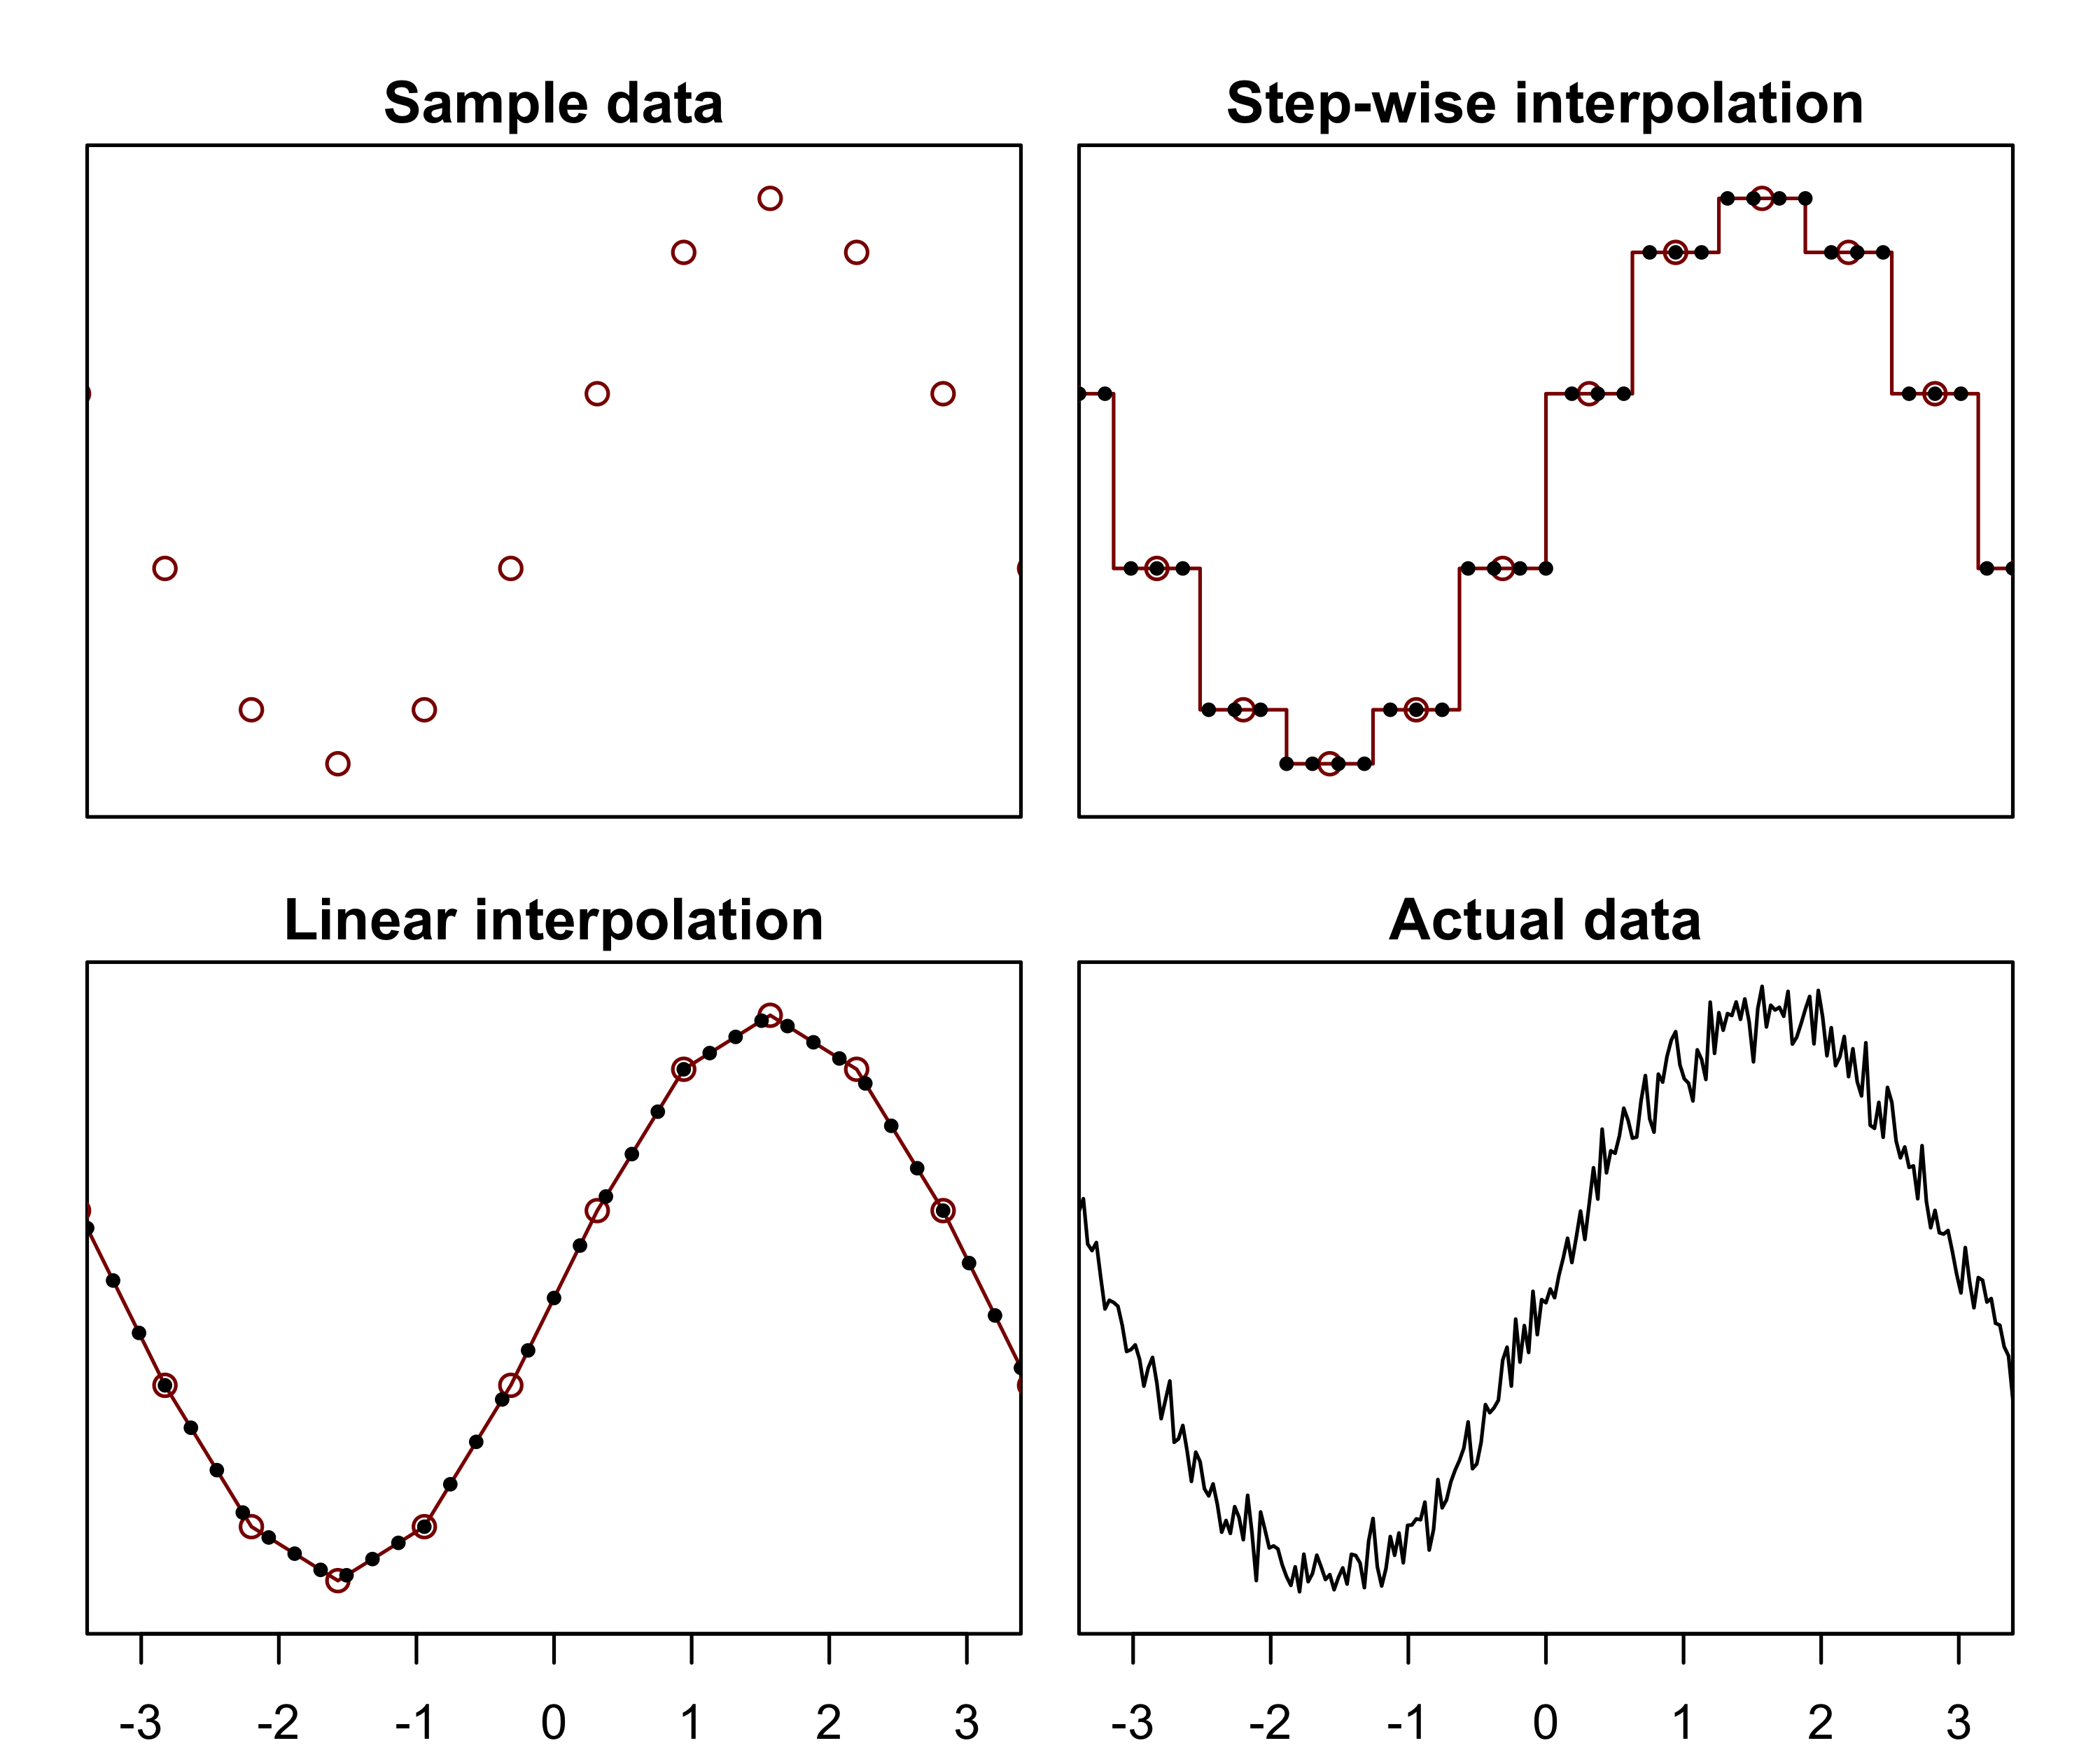 Sample data
Step-wise interpolation
Linear interpolation
Actual data
-3 -2 -1 0 1 2 3
-3 -2 -1 0 1 2 3